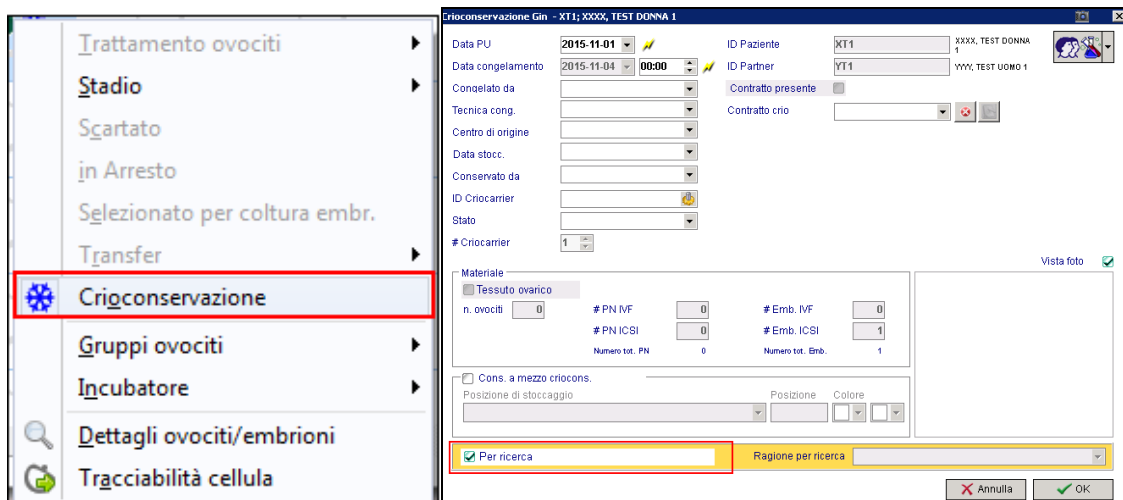 Trattamento ovociti
Stadio
Scartato
in Arresto
Selezionato per coltura embr.
Transfer
Crioconservazione
Gruppi ovociti
Incubatore
Dettagli ovociti/embrioni
Tracciabilità cellula
Crioconservazione Gin - XT1; XXXX, TEST DONNA 1
Data PU 2015-11-01 ID Paziente XT1 XXXX, TEST DONNA 1
Data congelamento 2015-11-04 00:00 ID Partner YT1 YYYY, TEST UOMO 1
Congelato da Contratto presente
Tecnica cong. Contratto crio
Centro di origine
Data stocc.
Conservato da
ID Criocarrier
Stato
# Criocarrier 1
Vista foto
Materiale
Tessuto ovarico
n. ovociti 0 # PN IVF 0 # Emb. IVF 0
# PN ICSI 0 # Emb. ICSI 1
Numero tot. PN 0 Numero tot. Emb. 1
Cons. a mezzo criocons.
Posizione di stoccaggio Posizione Colore
Per ricerca Ragione per ricerca
Annulla OK